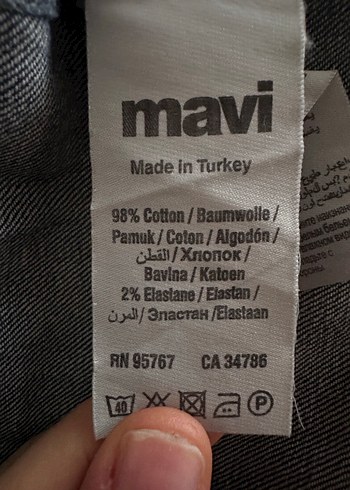 mavi
Made in Turkey
98% Cotton / Baumwolle /
Pamuk / Coton / Algodón /
القطن / Хлопок /
Bavlna / Katoen
2% Elastane / Elastan /
المرن / Эластан /Elastaan
RN 95767 CA 34786
40 P